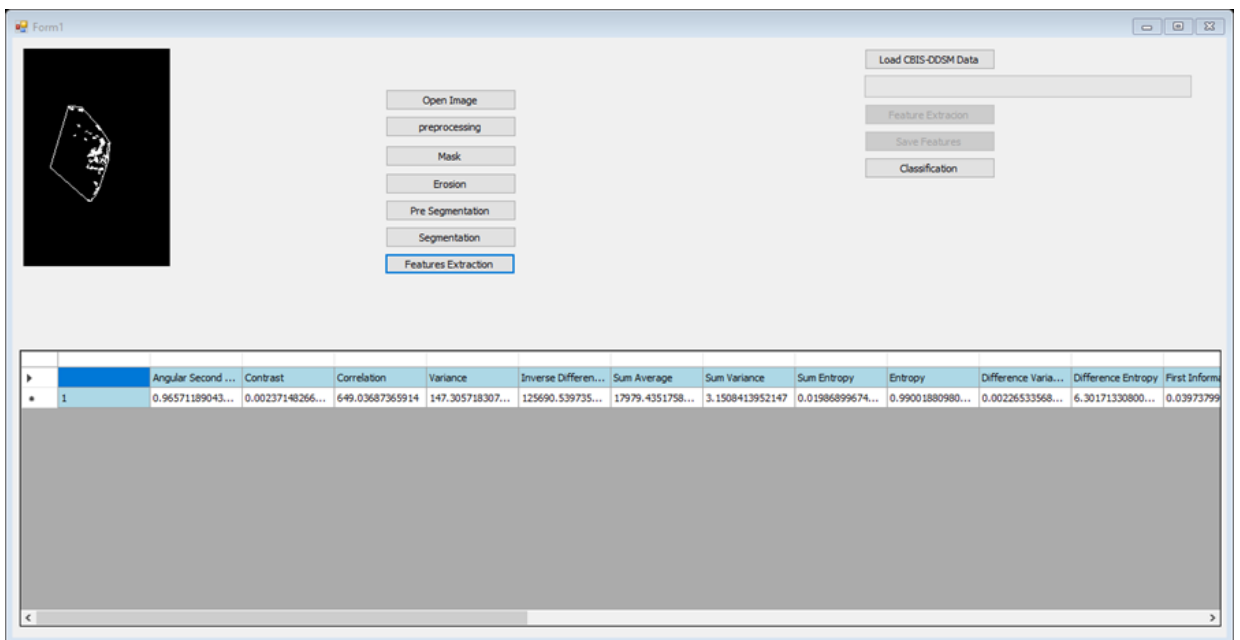 Form1
Load CBIS-DDSM Data
Open Image
preprocessing
Mask
Erosion
Pre Segmentation
Segmentation
Features Extraction
Feature Extracion
Save Features
Classification
Angular Second ... Contrast Correlation Variance Inverse Differen... Sum Average Sum Variance Sum Entropy Entropy Difference Varia... Difference Entropy First Informa
1 0.96571189043... 0.00237148266... 649.03687365914 147.305718307... 125690.539735... 17979.4351758... 3.1508413952147 0.01986899674... 0.99001880980... 0.00226533568... 6.30171330800... 0.03973799